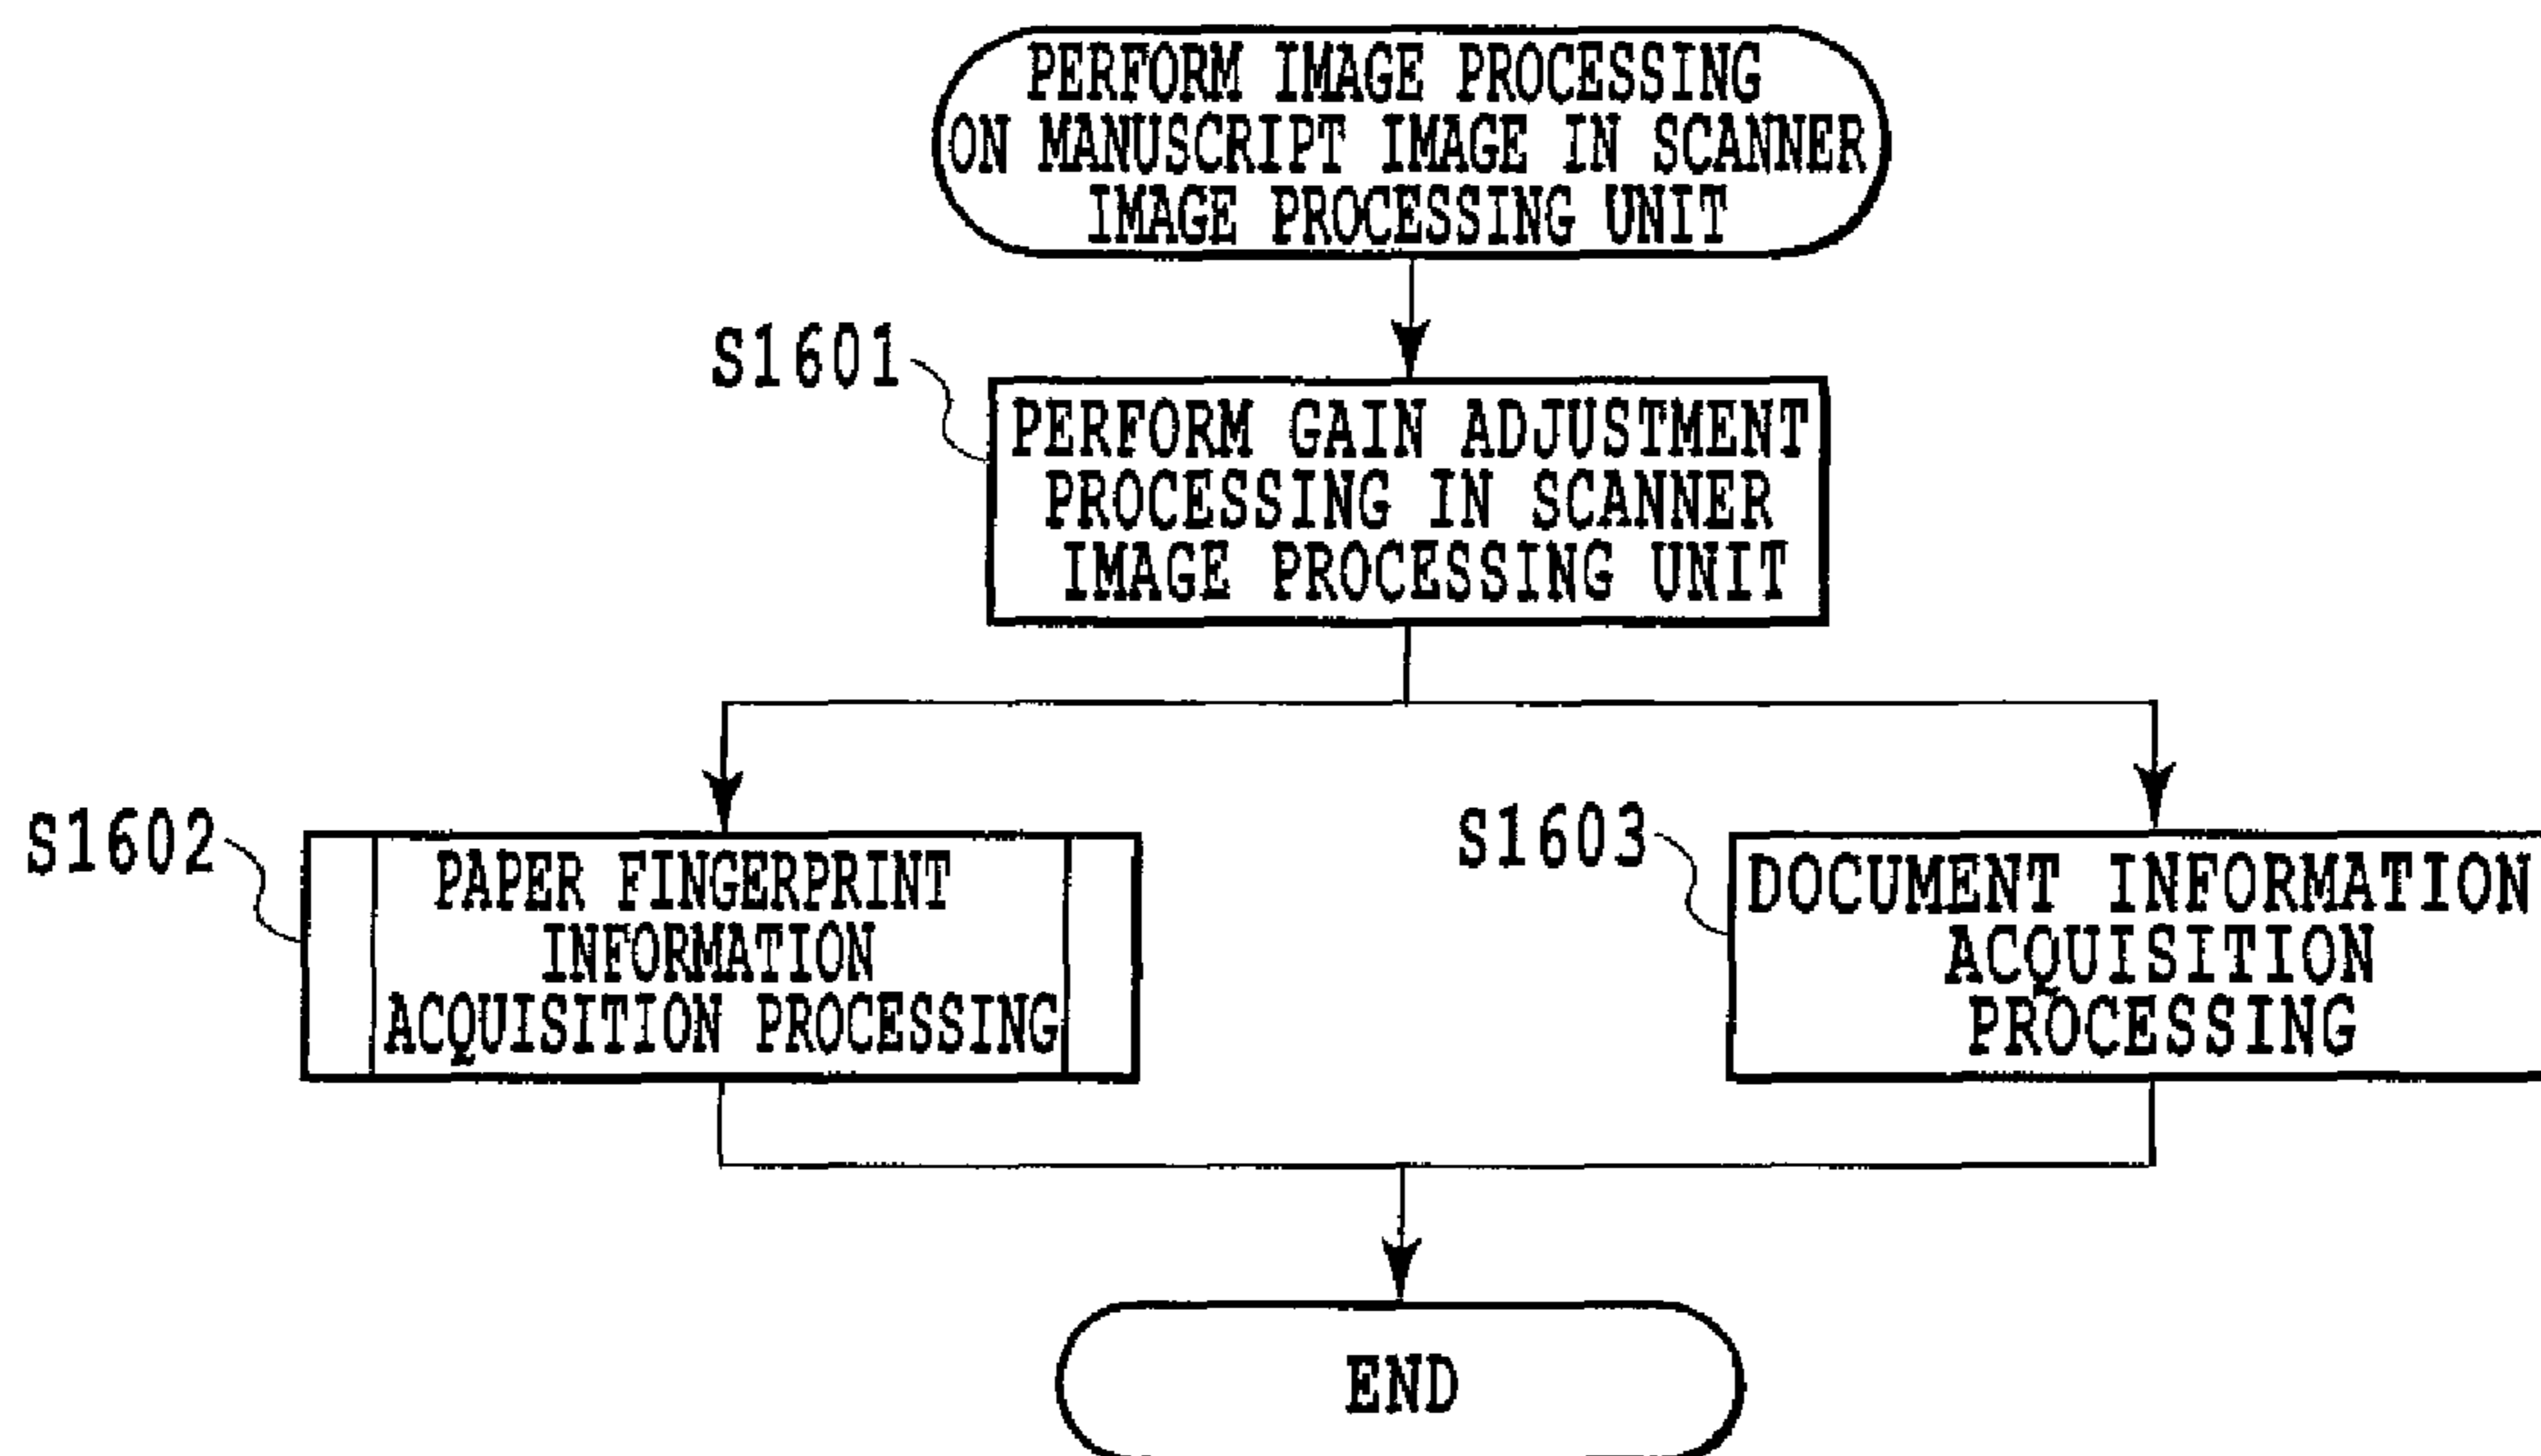 PERFORM IMAGE PROCESSING
ON MANUSCRIPT IMAGE IN SCANNER
IMAGE PROCESSING UNIT
S1601
PERFORM GAIN ADJUSTMENT
PROCESSING IN SCANNER
IMAGE PROCESSING UNIT
S1602
PAPER FINGERPRINT
INFORMATION
ACQUISITION PROCESSING
S1603
DOCUMENT INFORMATION
ACQUISITION
PROCESSING
END